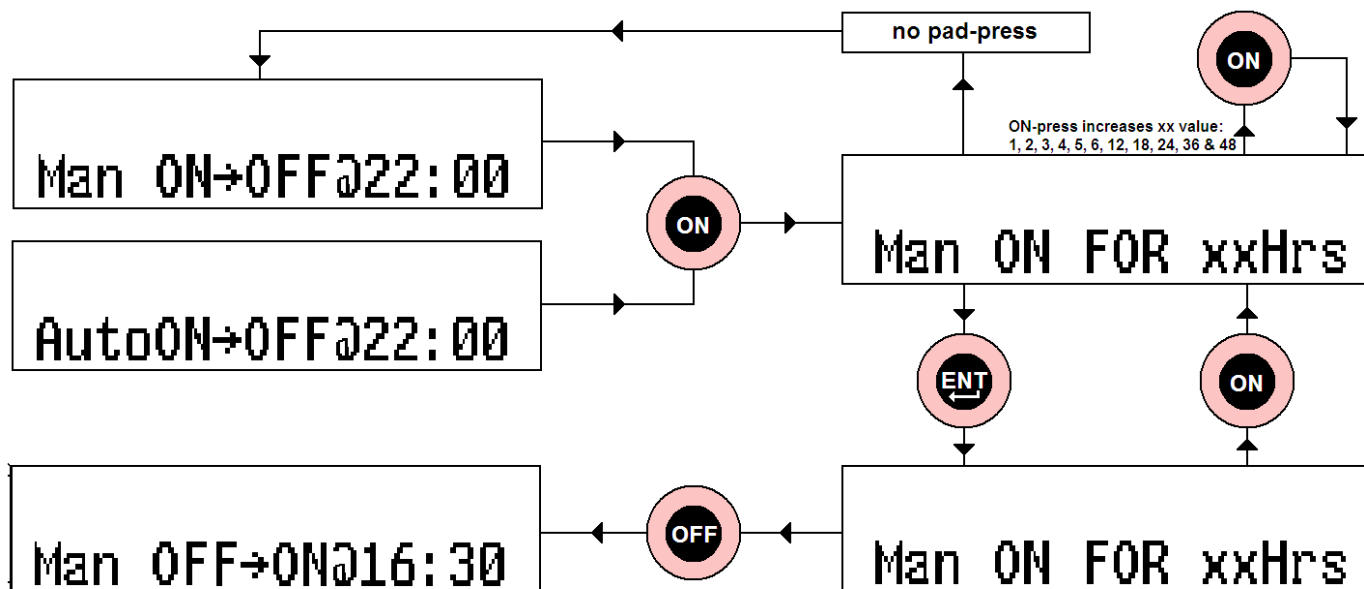 no pad-press
ON
ON-press increases xx value:
1, 2, 3, 4, 5, 6, 12, 18, 24, 36 & 48
Man ON→OFF@22:00
ON
Man ON FOR xxHrs
AutoON→OFF@22:00
ENT
ON
Man OFF→ON@16:30
OFF
Man ON FOR xxHrs